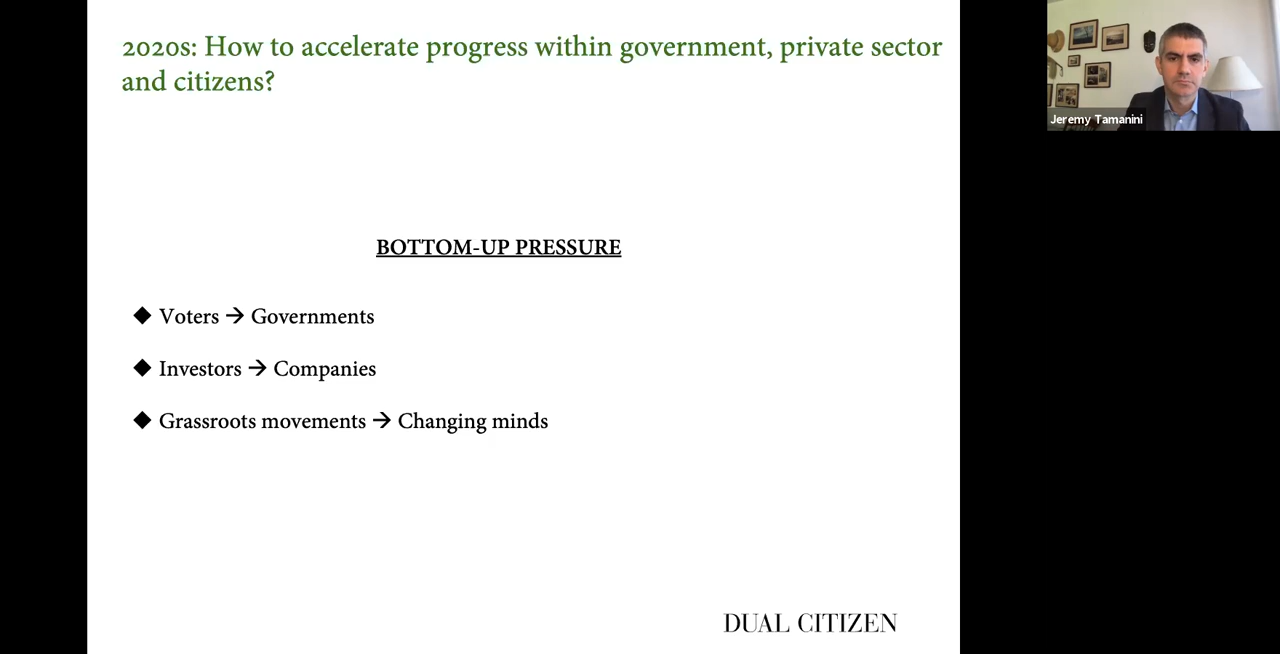 2020s: How to accelerate progress within government, private sector
and citizens?
Jeremy Tamanini
BOTTOM-UP PRESSURE
◆ Voters → Governments
◆ Investors → Companies
◆ Grassroots movements → Changing minds
DUAL CITIZEN